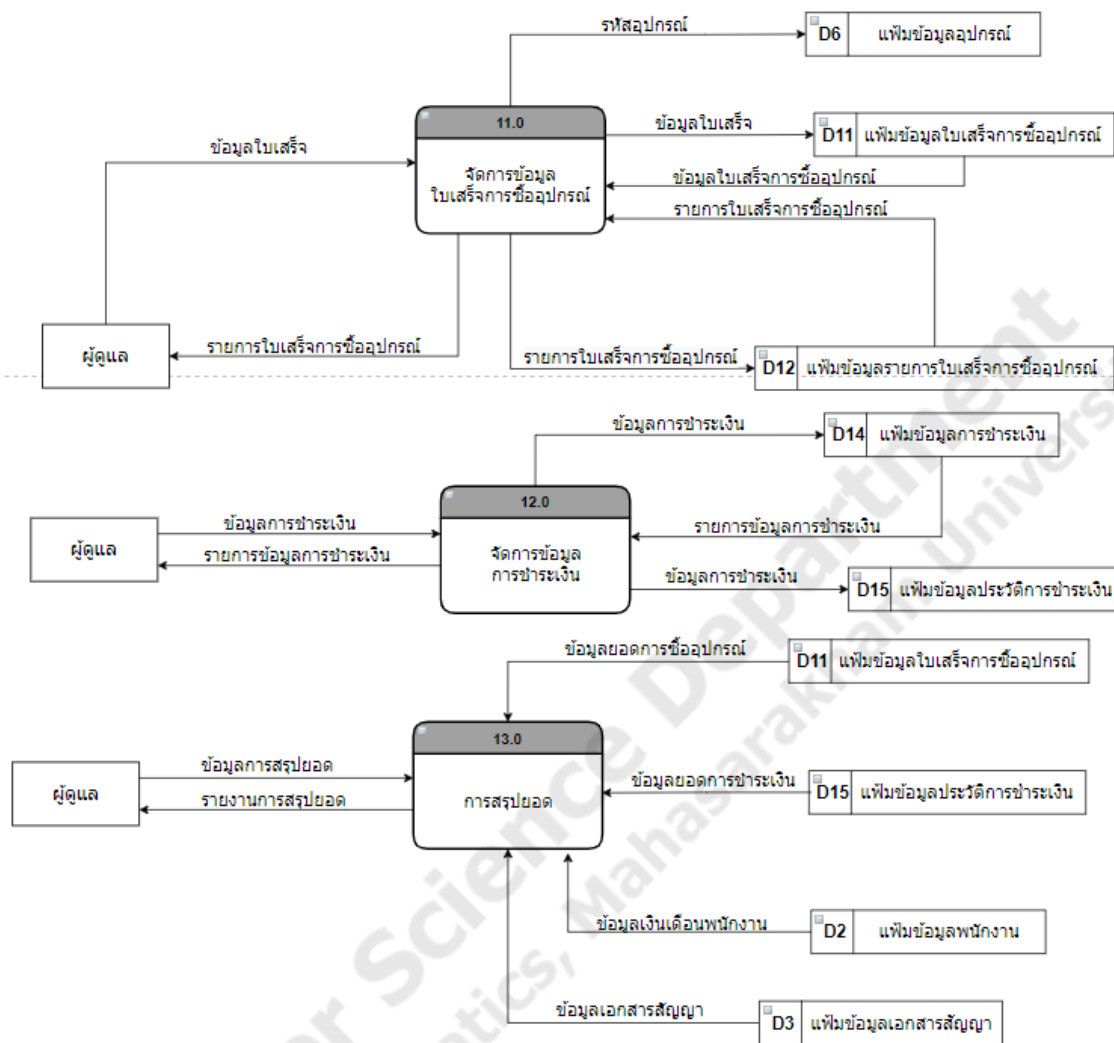 รหัสอุปกรณ์
D6 แฟ้มข้อมูลอุปกรณ์
11.0
ข้อมูลใบเสร็จ
ข้อมูลใบเสร็จ
D11 แฟ้มข้อมูลใบเสร็จการซื้ออุปกรณ์
จัดการข้อมูล
ใบเสร็จการซื้ออุปกรณ์
ข้อมูลใบเสร็จการซื้ออุปกรณ์
รายการใบเสร็จการซื้ออุปกรณ์
ผู้ดูแล
รายการใบเสร็จการซื้ออุปกรณ์
รายการใบเสร็จการซื้ออุปกรณ์
D12 แฟ้มข้อมูลรายการใบเสร็จการซื้ออุปกรณ์
ข้อมูลการชำระเงิน
D14 แฟ้มข้อมูลการชำระเงิน
12.0
ผู้ดูแล
ข้อมูลการชำระเงิน
รายการข้อมูลการชำระเงิน
จัดการข้อมูล
การชำระเงิน
รายการข้อมูลการชำระเงิน
ข้อมูลการชำระเงิน
D15 แฟ้มข้อมูลประวัติการชำระเงิน
ข้อมูลยอดการซื้ออุปกรณ์
D11 แฟ้มข้อมูลใบเสร็จการซื้ออุปกรณ์
13.0
ผู้ดูแล
ข้อมูลการสรุปยอด
รายงานการสรุปยอด
การสรุปยอด
ข้อมูลยอดการชำระเงิน
D15 แฟ้มข้อมูลประวัติการชำระเงิน
ข้อมูลเงินเดือนพนักงาน
D2 แฟ้มข้อมูลพนักงาน
ข้อมูลเอกสารสัญญา
D3 แฟ้มข้อมูลเอกสารสัญญา
Science Department
Mahasarakham